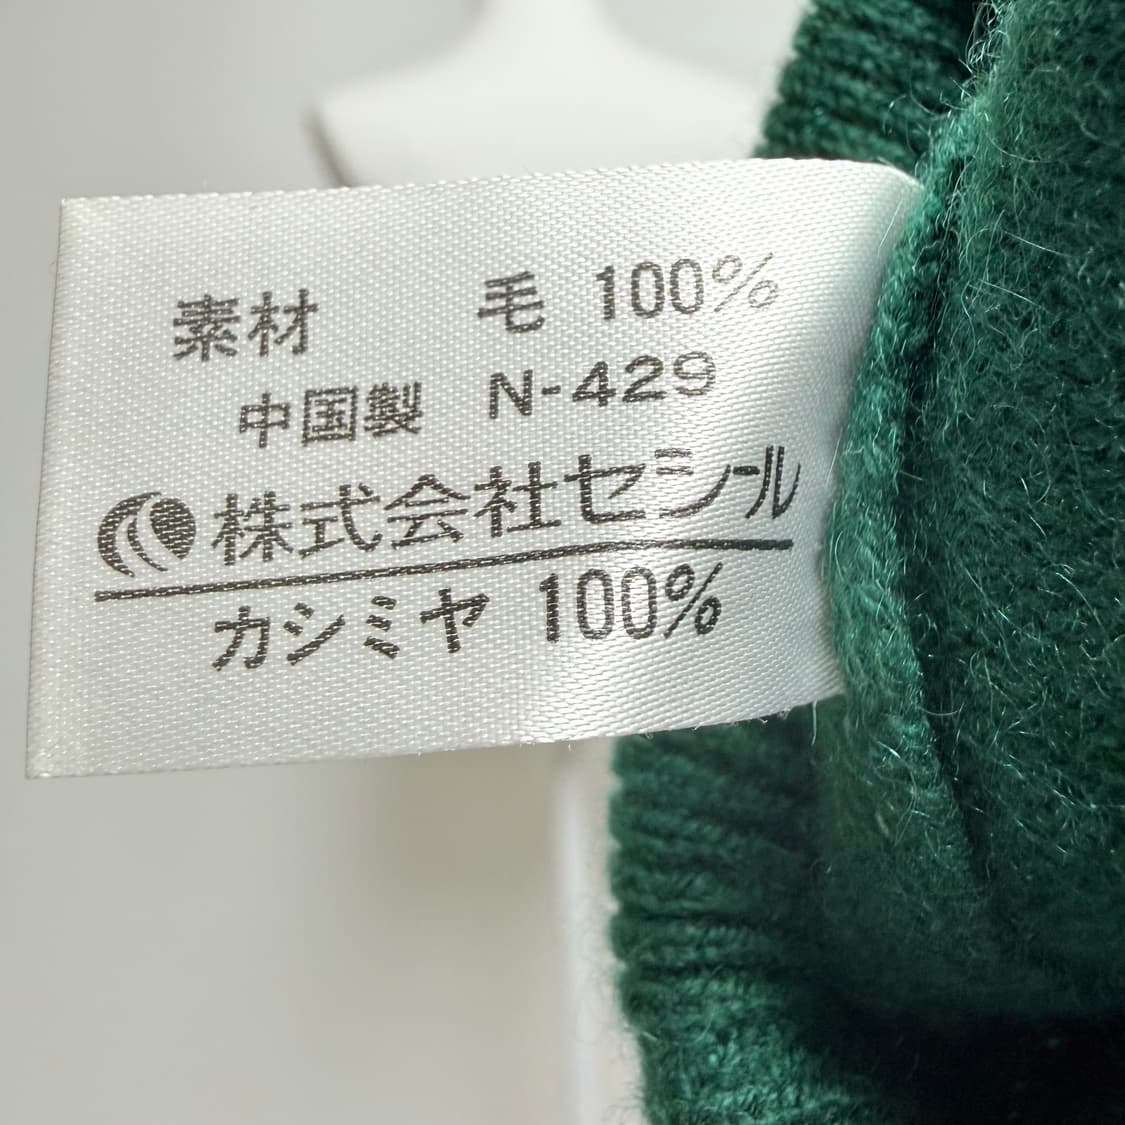 素材 毛 100%
中国製 N-429
株式会社セシール
カシミヤ 100%